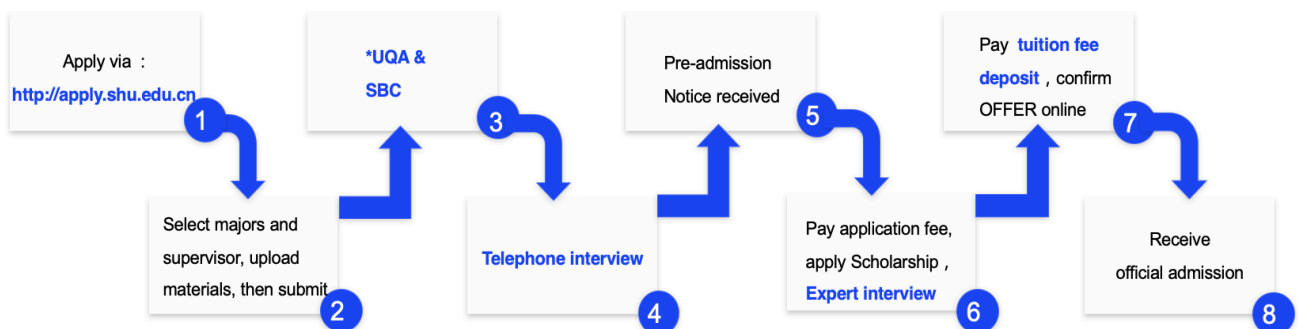 Apply via :
http://apply.shu.edu.cn
1
Select majors and
supervisor, upload
materials, then submit
2
*UQA &
SBC
3
Telephone interview
4
Pre-admission
Notice received
5
Pay application fee,
apply Scholarship ,
Expert interview
6
Pay tuition fee
deposit , confirm
OFFER online
7
Receive
official admission
8